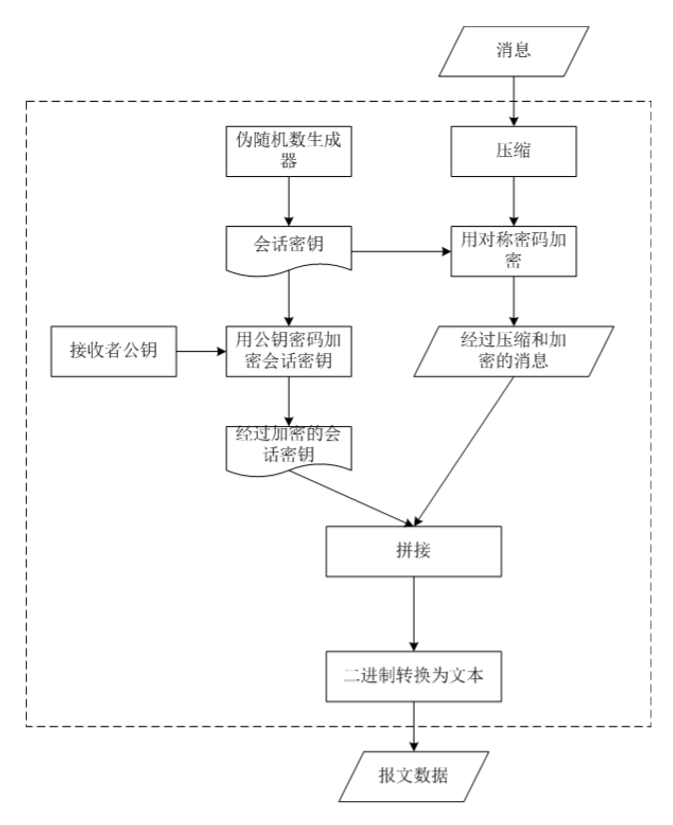 消息
伪随机数生成
器
压缩
会话密钥
用对称密码加
密
接收者公钥
用公钥密码加
密会话密钥
经过压缩和加
密的消息
经过加密的会
话密钥
拼接
二进制转换为文本
报文数据